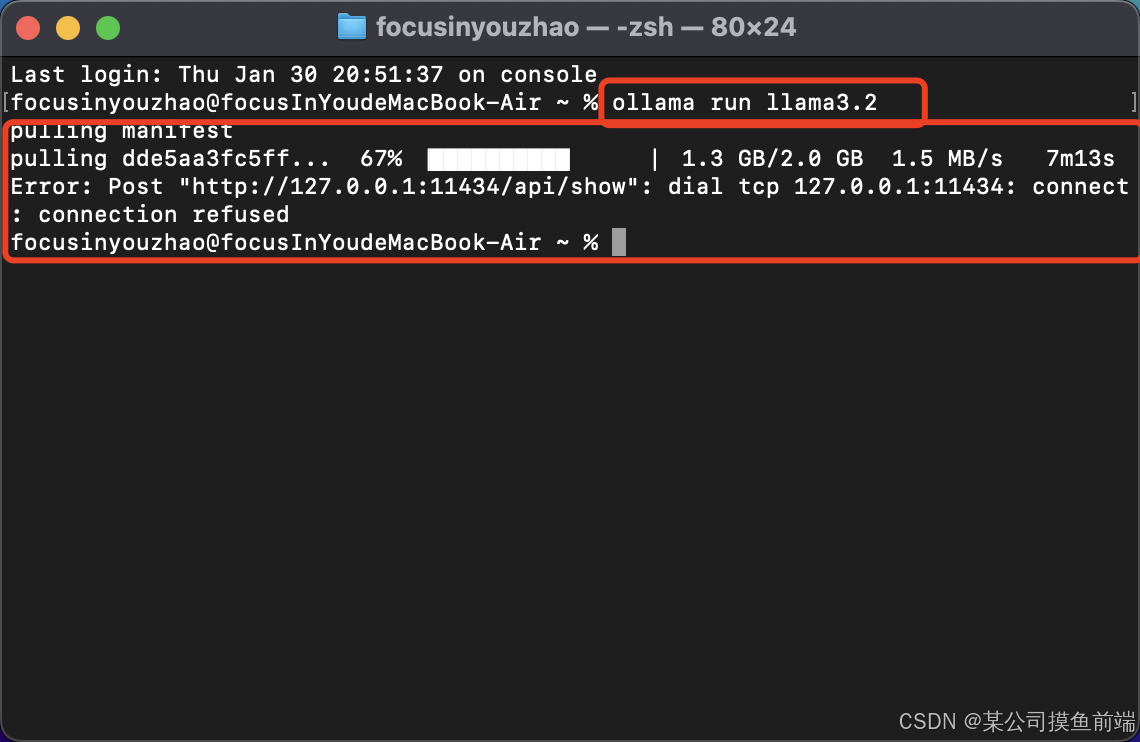 focusinyouzhao — -zsh — 80×24
Last login: Thu Jan 30 20:51:37 on console
[focusinyouzhao@focusInYoudeMacBook-Air ~ % ollama run llama3.2 ]
pulling manifest
pulling dde5aa3fc5ff... 67% | 1.3 GB/2.0 GB 1.5 MB/s 7m13s
Error: Post "http://127.0.0.1:11434/api/show": dial tcp 127.0.0.1:11434: connect
: connection refused
focusinyouzhao@focusInYoudeMacBook-Air ~ %
CSDN @某公司摸鱼前端